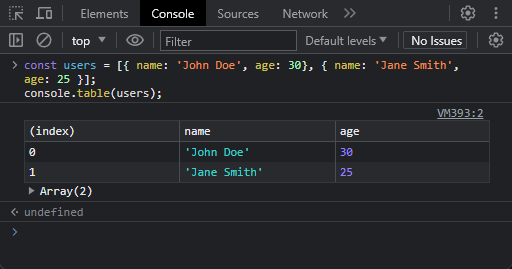 Elements Console Sources Network »
top ▼ Filter Default levels ▼ No Issues
> const users = [{ name: 'John Doe', age: 30}, { name: 'Jane Smith',
age: 25 }];
console.table(users);
VM393:2
(index) name age
0 'John Doe' 30
1 'Jane Smith' 25
▶ Array(2)
undefined
>